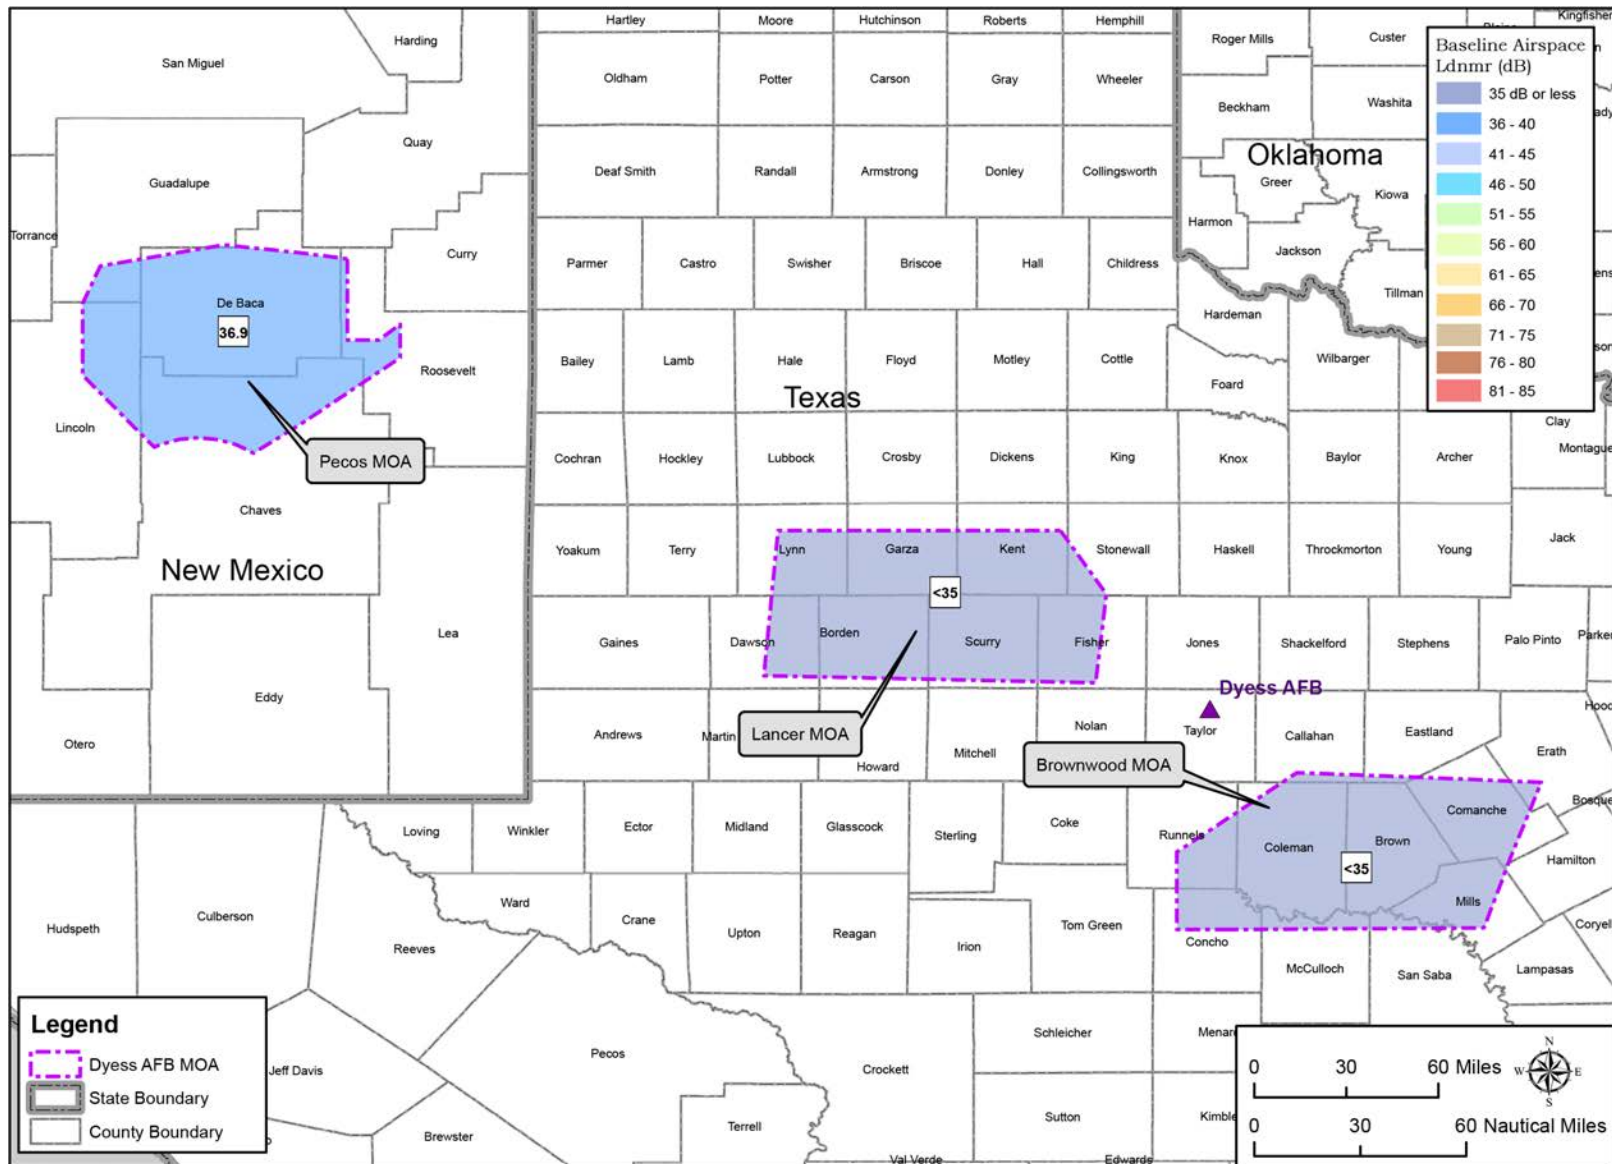 Hartley
Moore
Hutchinson
Roberts
Hemphill
Kingfisher
Harding
San Miguel
Roger Mills
Custer
Baseline Airspace
Ldnmr (dB)
35 dB or less
36 - 40
41 - 45
46 - 50
51 - 55
56 - 60
61 - 65
66 - 70
71 - 75
76 - 80
81 - 85
Oldham
Potter
Carson
Gray
Wheeler
Beckham
Washita
Quay
Oklahoma
Guadalupe
Deaf Smith
Randall
Armstrong
Donley
Collingsworth
Greer
Kiowa
Torrance
Harmon
Curry
Jackson
Parmer
Castro
Swisher
Briscoe
Hall
Childress
Tillman
De Baca
36.9
Hardeman
Bailey
Lamb
Hale
Floyd
Motley
Cottle
Wilbarger
Roosevelt
Foard
Texas
Lincoln
Clay
Pecos MOA
Cochran
Hockley
Lubbock
Crosby
Dickens
King
Knox
Baylor
Archer
Montague
Chaves
Yoakum
Terry
Lynn
Garza
Kent
Stonewall
Haskell
Throckmorton
Young
Jack
New Mexico
<35
Lea
Gaines
Dawson
Borden
Scurry
Fisher
Jones
Shackelford
Stephens
Palo Pinto
Parker
Dyess AFB
Eddy
Otero
Andrews
Martin
Lancer MOA
Howard
Mitchell
Nolan
Taylor
Callahan
Eastland
Hood
Erath
Brownwood MOA
Loving
Winkler
Ector
Midland
Glasscock
Sterling
Coke
Runnels
Coleman
Brown
Comanche
Bosque
<35
Hamilton
Mills
Hudspeth
Culberson
Ward
Crane
Upton
Reagan
Irion
Tom Green
Concho
Coryell
Reeves
McCulloch
San Saba
Lampasas
Legend
Dyess AFB MOA
State Boundary
County Boundary
Jeff Davis
Pecos
Brewster
Terrell
Crockett
Val Verde
Schleicher
Menard
Sutton
Kimble
Edwards
0 30 60 Miles
0 30 60 Nautical Miles
N
W E
S